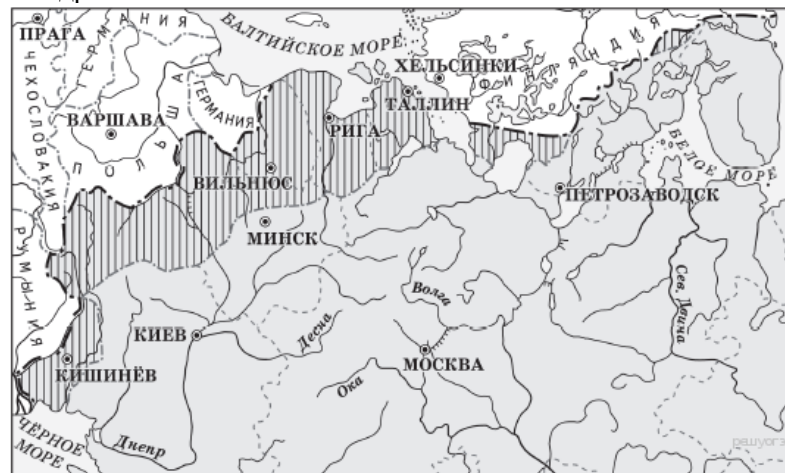 ПРАГА
ГЕРМАНИЯ
БАЛТИЙСКОЕ МОРЕ
ХЕЛЬСИНКИ
ФИНЛЯНДИЯ
ЧЕХОСЛОВАКИЯ
ВАРШАВА
ПОЛЬША
ГЕРМАНИЯ
ТАЛЛИН
РИГА
БЕЛОЕ МОРЕ
ВИЛЬНЮС
ПЕТРОЗАВОДСК
МИНСК
РУМЫНИЯ
Волга
Сев. Двина
КИЕВ
Десна
МОСКВА
КИШИНЁВ
Ока
ЧЁРНОЕ
МОРЕ
Днепр